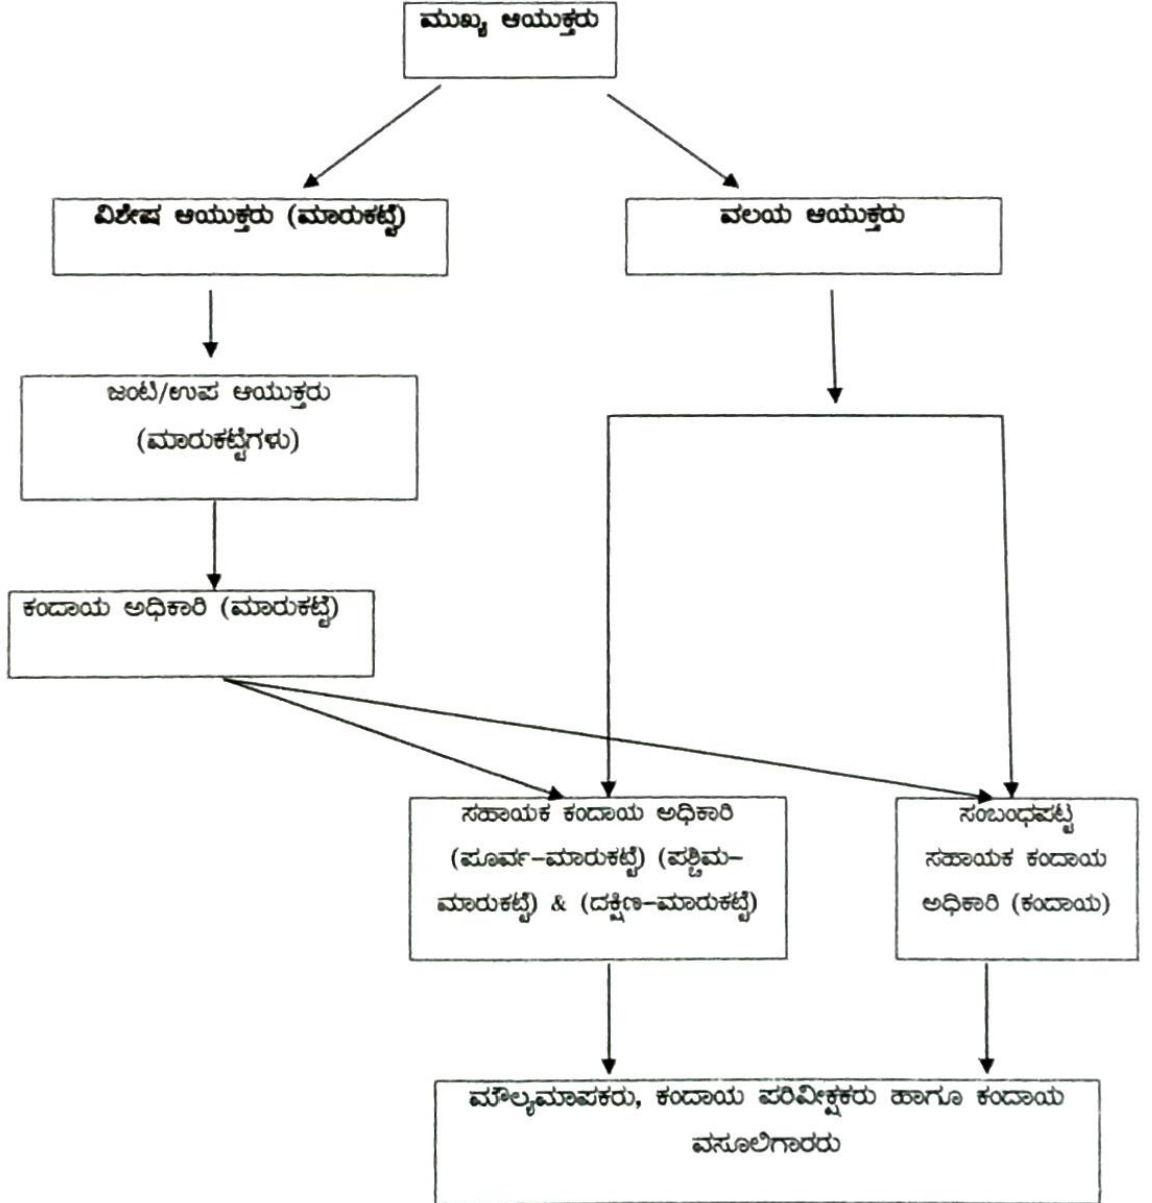 ಮುಖ್ಯ ಆಯುಕ್ತರು
ವಿಶೇಷ ಆಯುಕ್ತರು (ಮಾರುಕಟ್ಟೆ)
ವಲಯ ಆಯುಕ್ತರು
ಜಂಟಿ/ಉಪ ಆಯುಕ್ತರು
(ಮಾರುಕಟ್ಟೆಗಳು)
ಕಂದಾಯ ಅಧಿಕಾರಿ (ಮಾರುಕಟ್ಟೆ)
ಸಹಾಯಕ ಕಂದಾಯ ಅಧಿಕಾರಿ
(ಪೂರ್ವ-ಮಾರುಕಟ್ಟೆ) (ಪಶ್ಚಿಮ-
ಮಾರುಕಟ್ಟೆ) & (ದಕ್ಷಿಣ-ಮಾರುಕಟ್ಟೆ)
ಸಂಬಂಧಪಟ್ಟ
ಸಹಾಯಕ ಕಂದಾಯ
ಅಧಿಕಾರಿ (ಕಂದಾಯ)
ಮೌಲ್ಯಮಾಪಕರು, ಕಂದಾಯ ಪರಿವೀಕ್ಷಕರು ಹಾಗೂ ಕಂದಾಯ
ವಸೂಲಿಗಾರರು